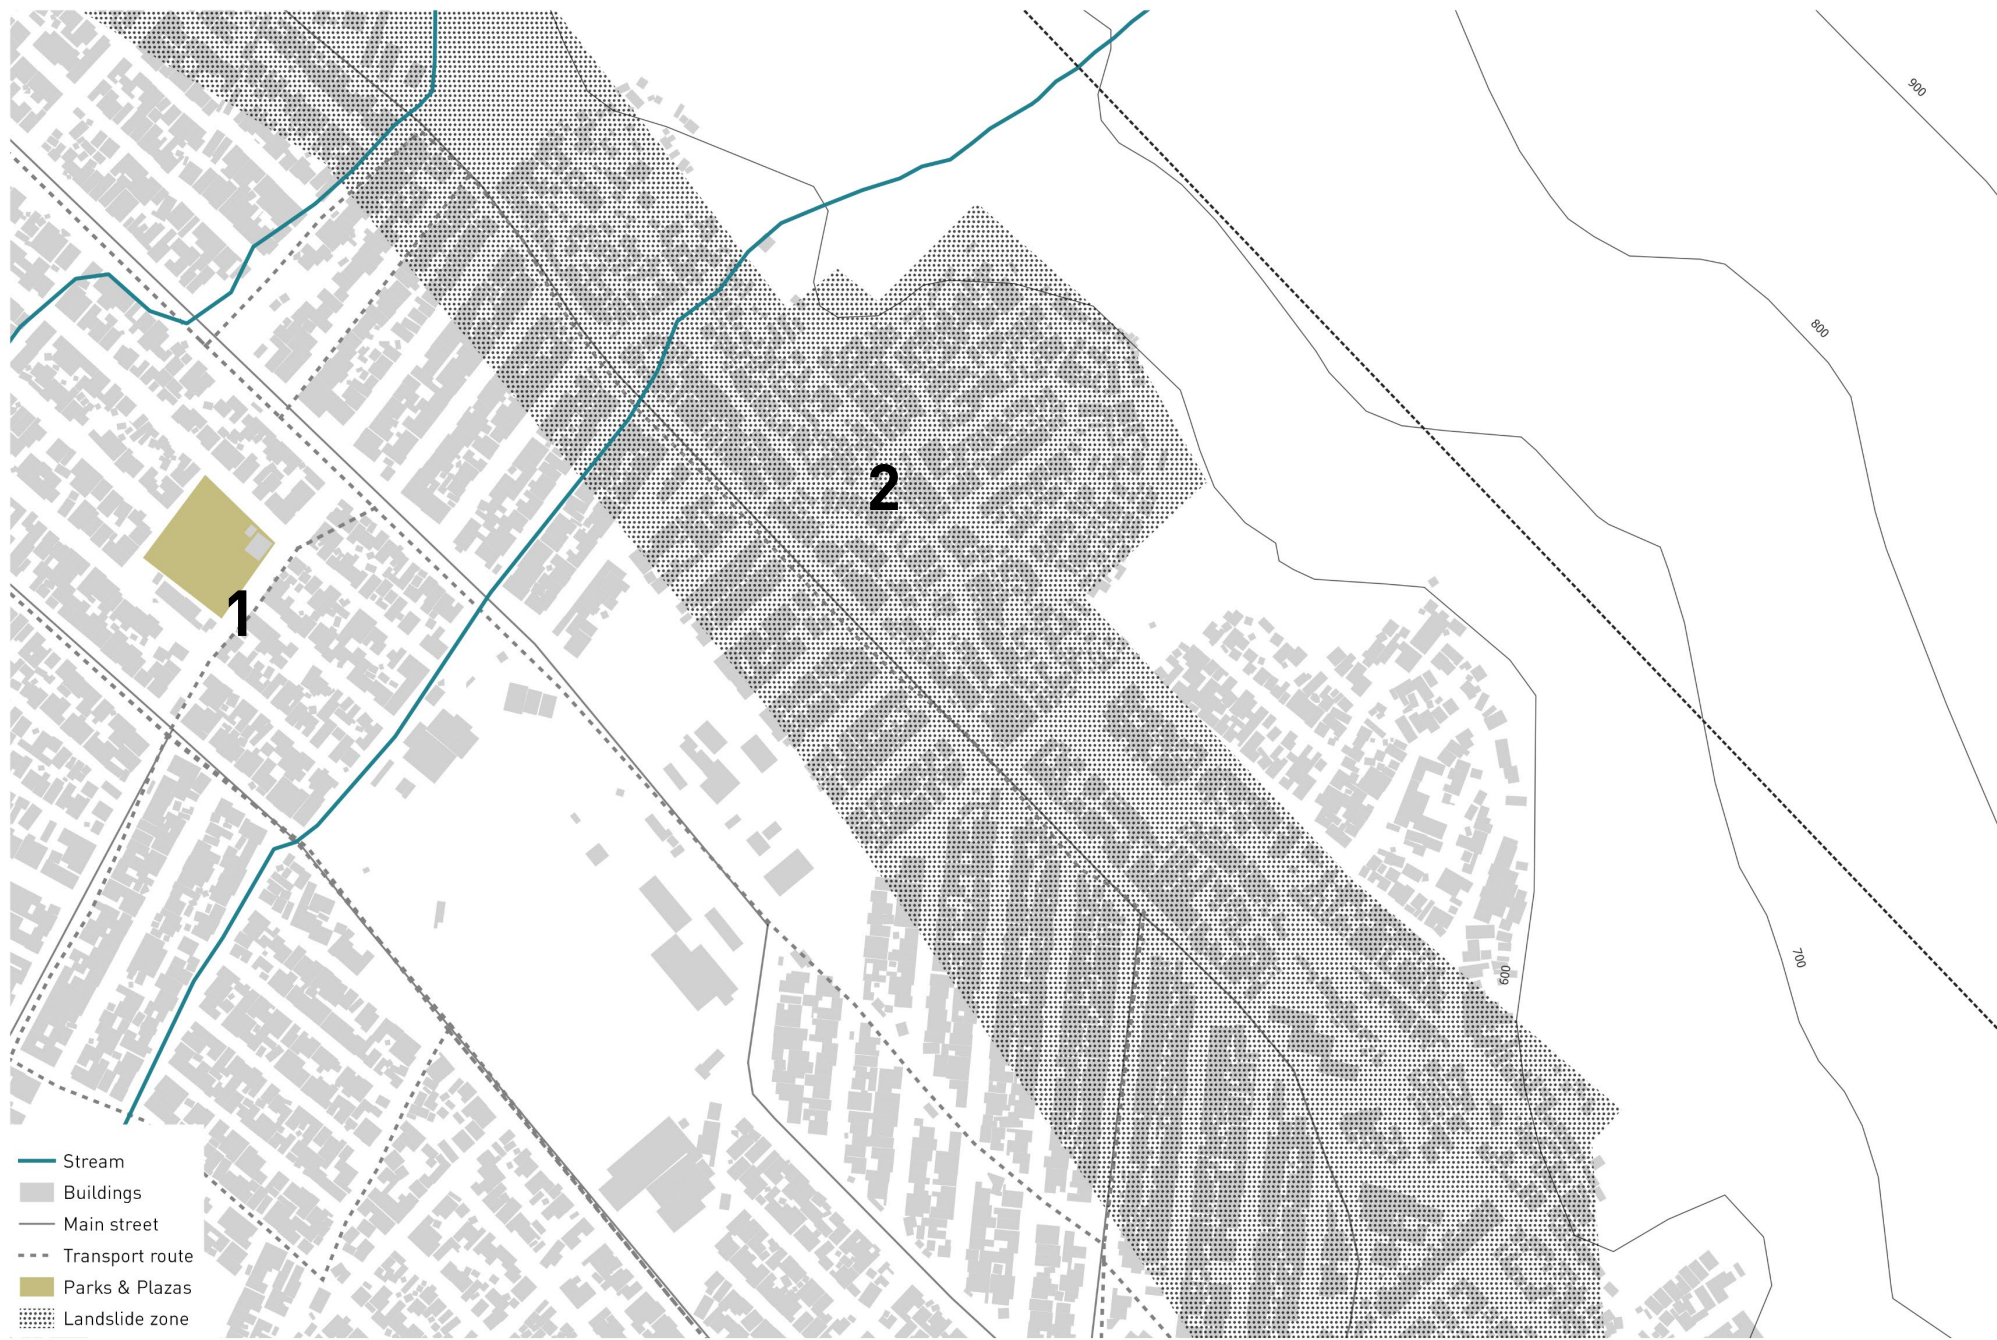 900
800
2
1
600
700
Stream
Buildings
Main street
Transport route
Parks & Plazas
Landslide zone